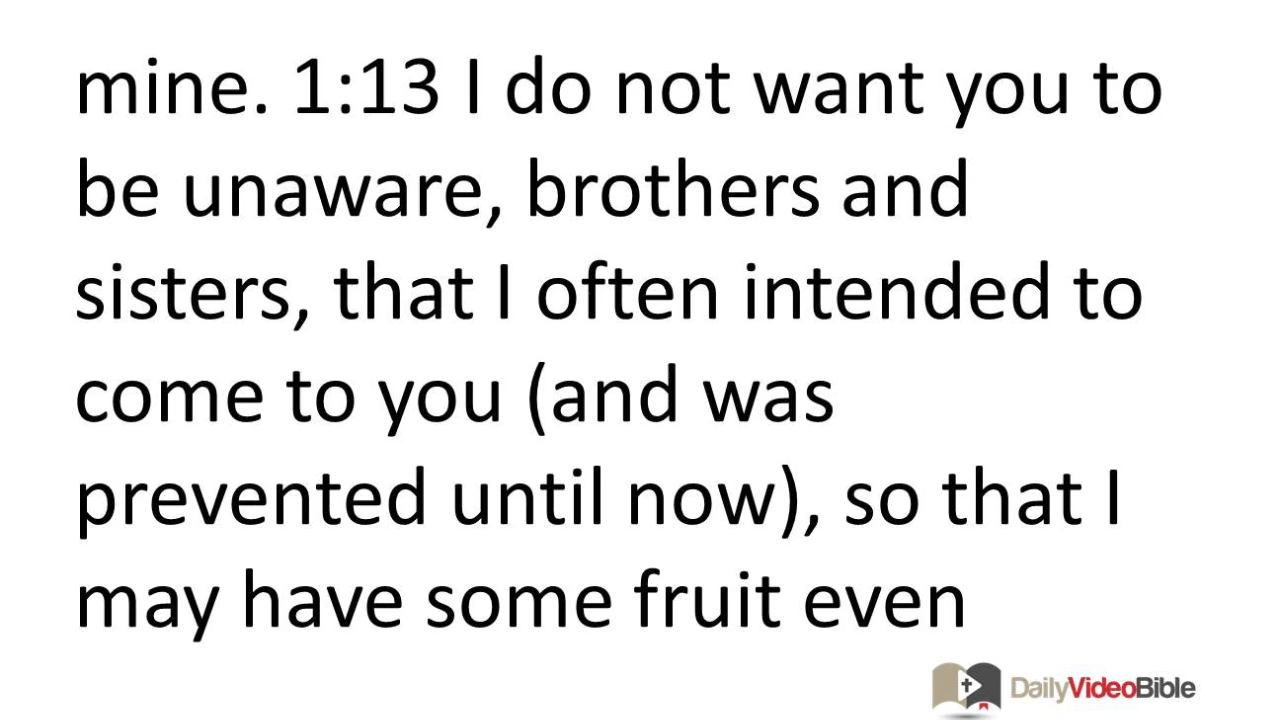 mine. 1:13 I do not want you to
be unaware, brothers and
sisters, that I often intended to
come to you (and was
prevented until now), so that I
may have some fruit even
DailyVideoBible